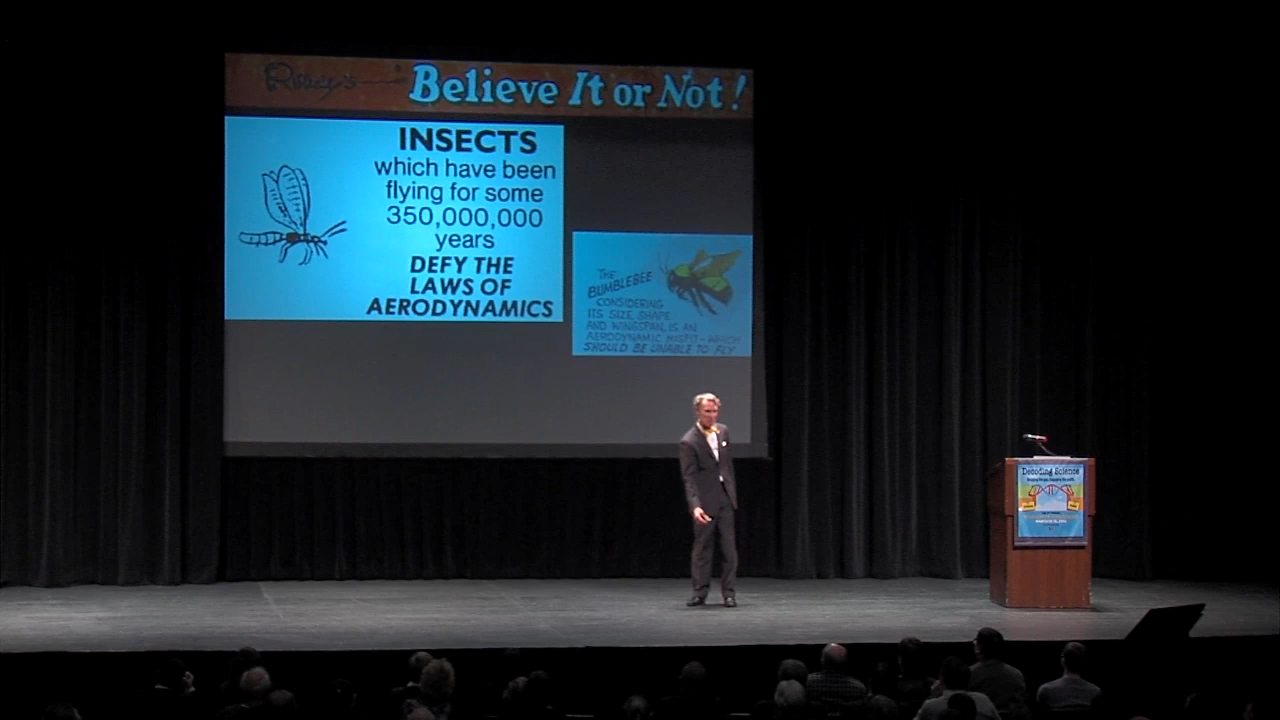 RIPLEY'S Believe It or Not!
INSECTS
which have been
flying for some
350,000,000
years
DEFY THE
LAWS OF
AERODYNAMICS
THE
BUMBLEBEE
CONSIDERING
ITS SIZE, SHAPE
AND WINGSPAN, IS AN
AERODYNAMIC MISFIT - WHICH
SHOULD BE UNABLE TO FLY
Decoding Science